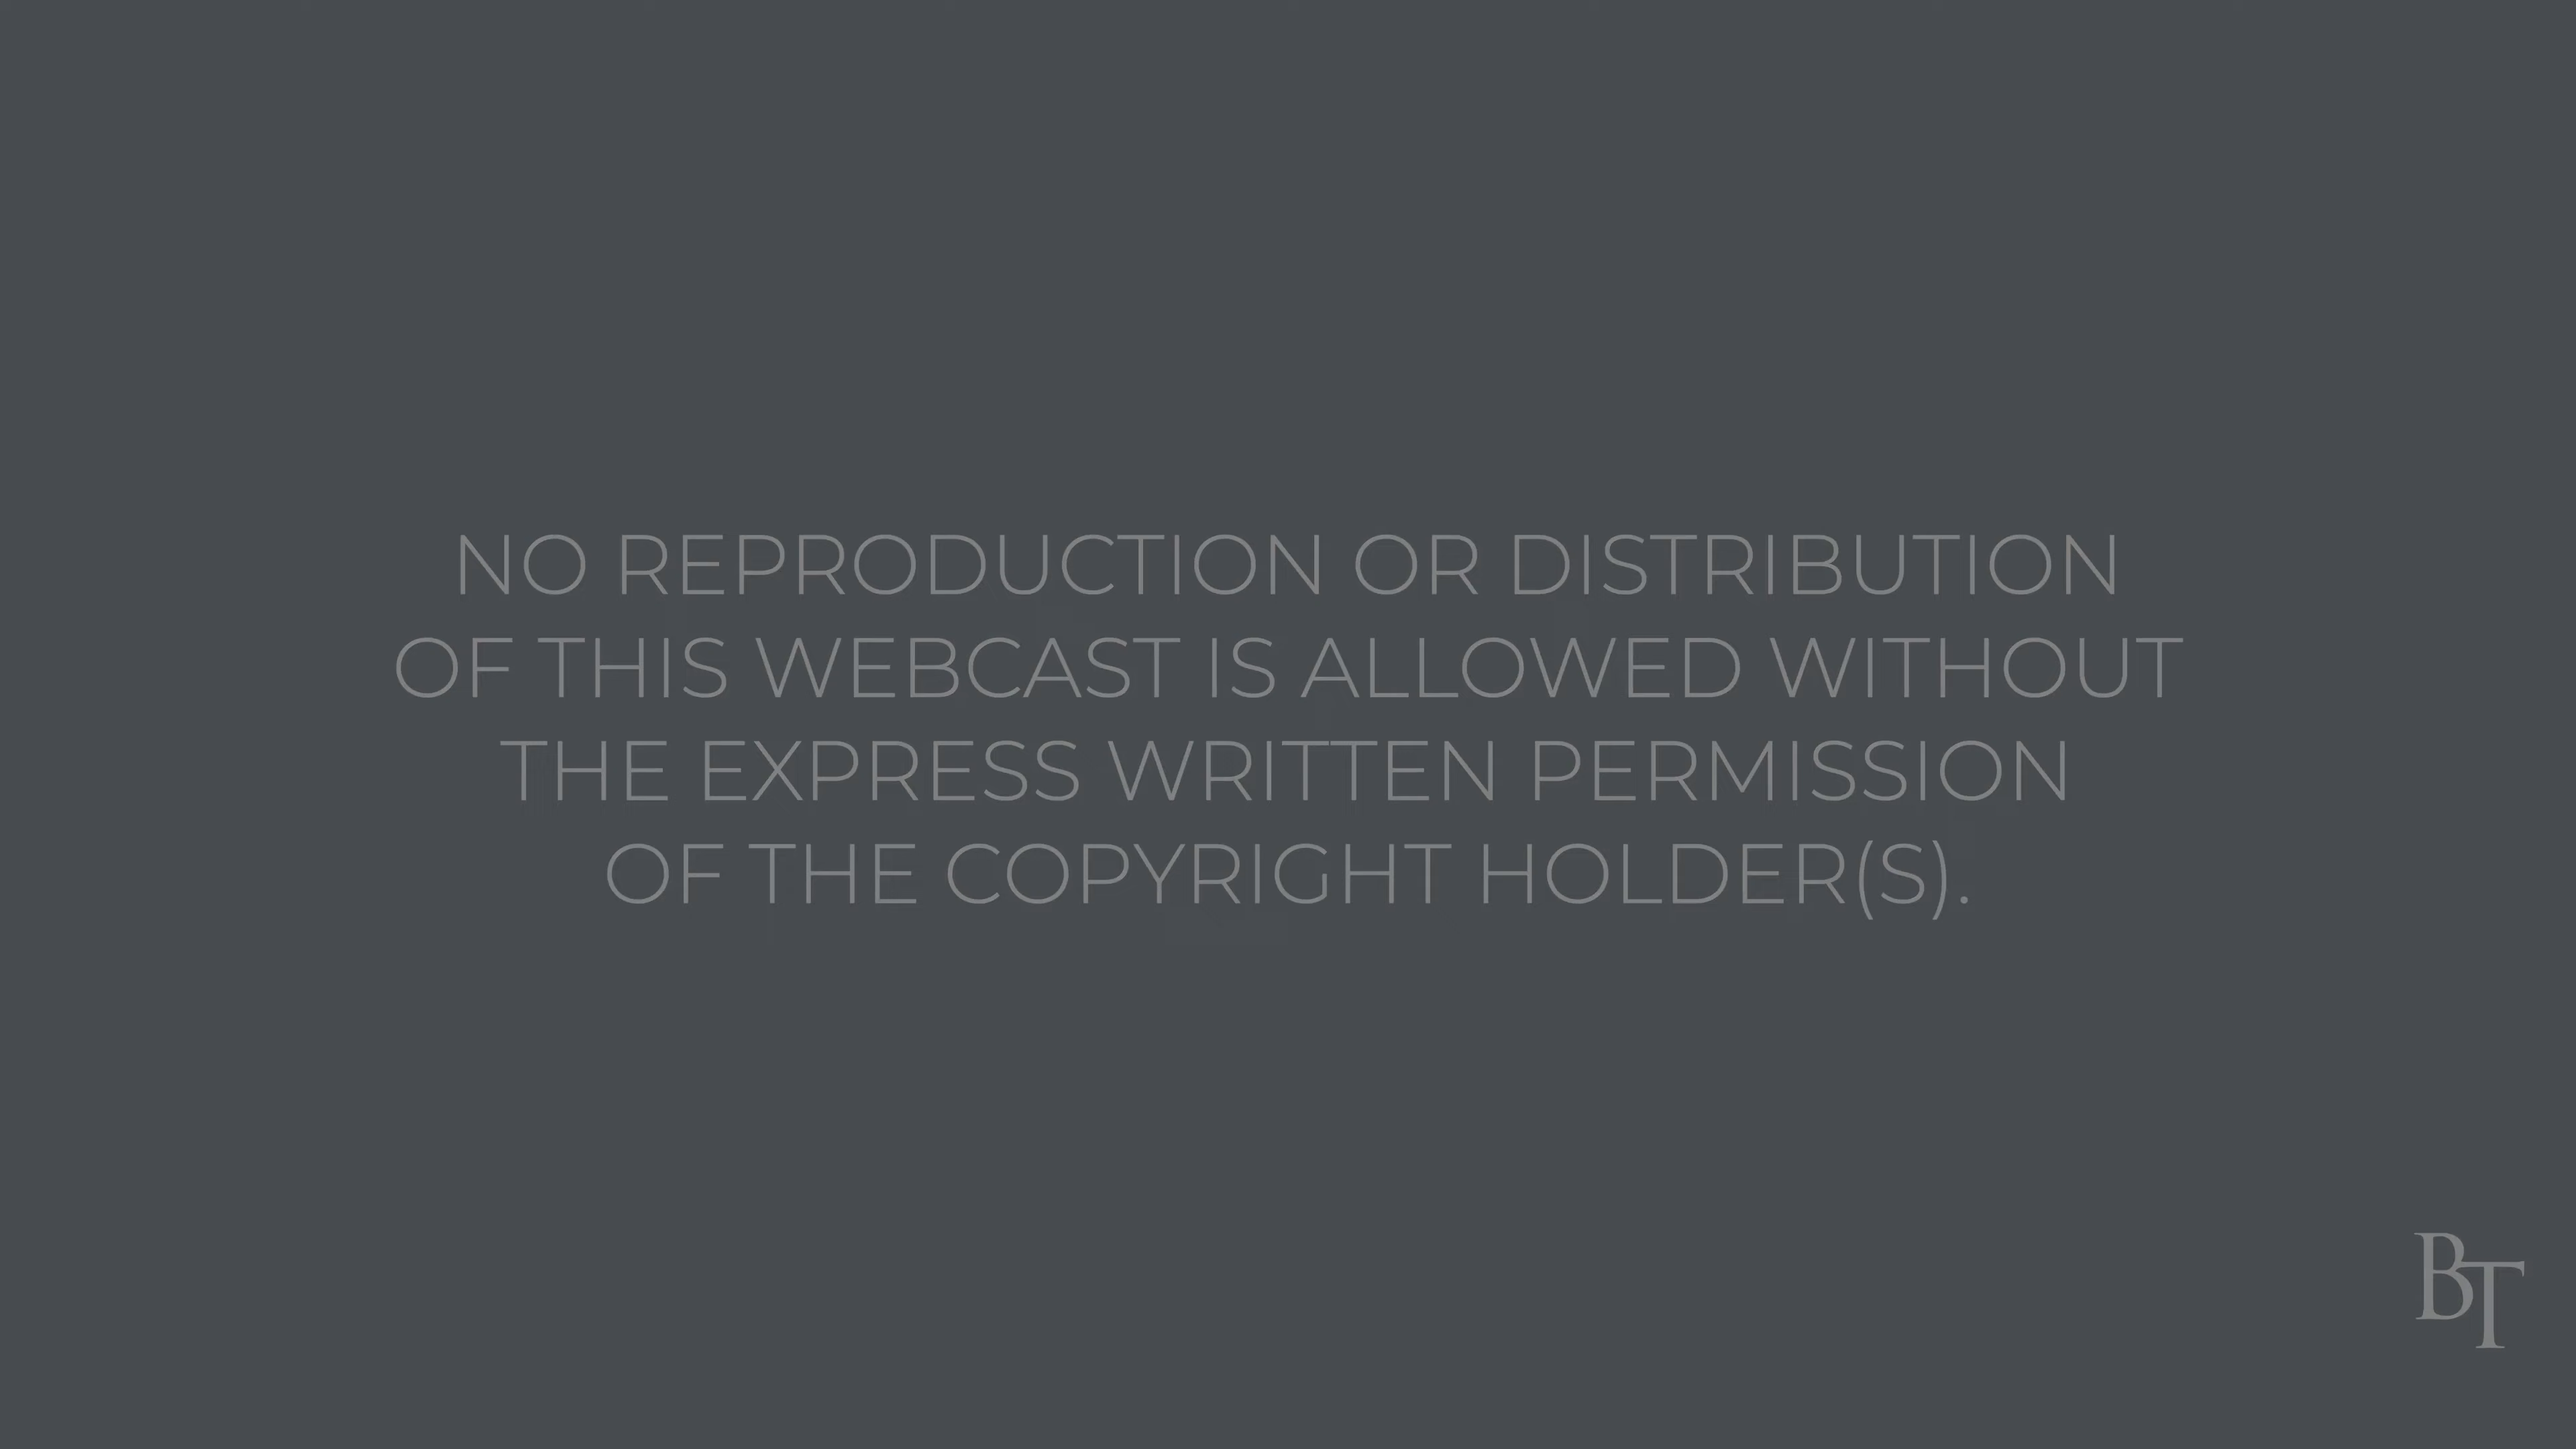 NO REPRODUCTION OR DISTRIBUTION
OF THIS WEBCAST IS ALLOWED WITHOUT
THE EXPRESS WRITTEN PERMISSION
OF THE COPYRIGHT HOLDER(S).
BT